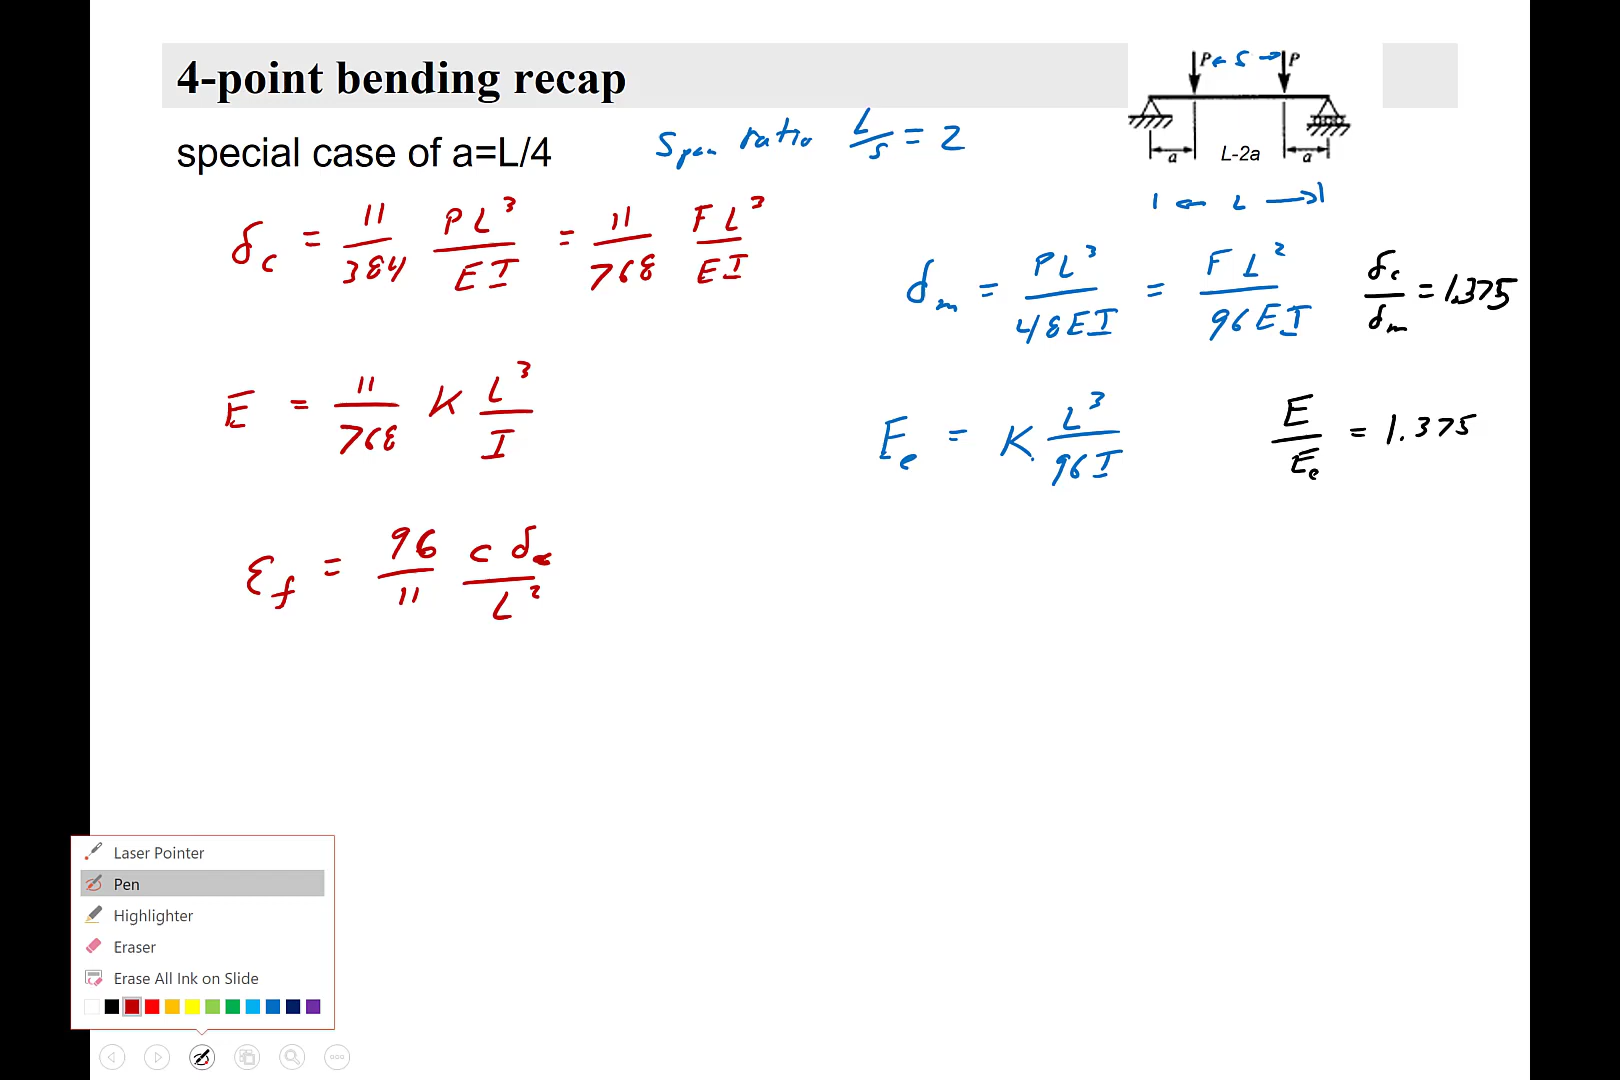 4-point bending recap
P ← S → P
special case of a=L/4
Span ratio L/S = 2
a L-2a a
| ← L → |
δc = 11/384 PL³/EI = 11/768 FL³/EI
δm = PL³/48EI = FL²/96EI
δc/δm = 1.375
E = 11/768 K L³/I
Ee = K L³/96I
E/Ee = 1.375
εf = 96/11 c δc/L²
Laser Pointer
Pen
Highlighter
Eraser
Erase All Ink on Slide